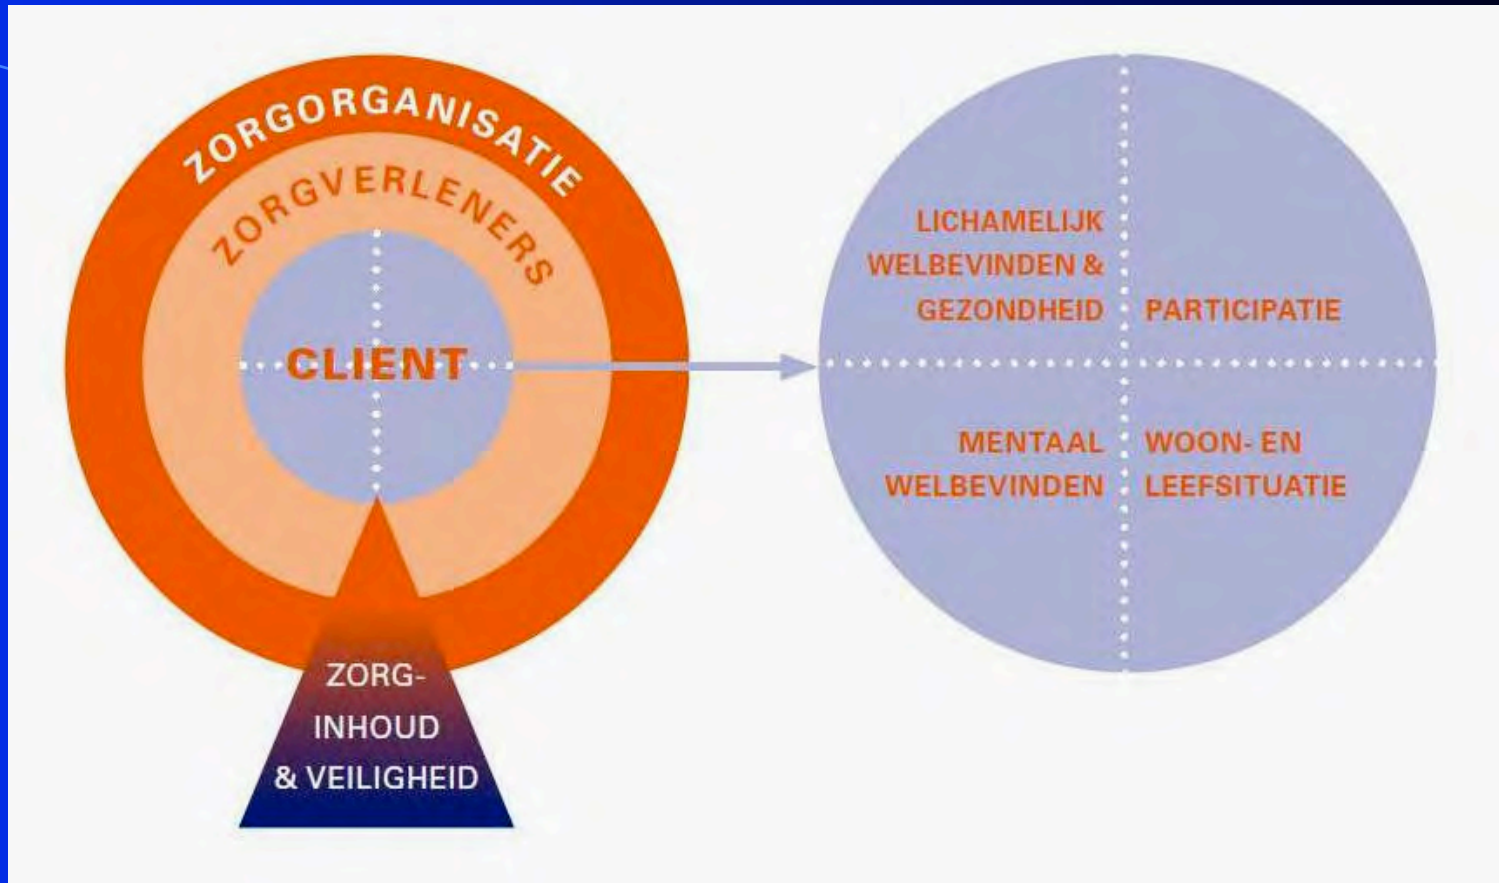 ZORGORGANISATIE
ZORGVERLENERS
CLIENT
ZORG-
INHOUD
& VEILIGHEID
LICHAMELIJK
WELBEVINDEN &
GEZONDHEID
PARTICIPATIE
MENTAAL
WELBEVINDEN
WOON- EN
LEEFSITUATIE